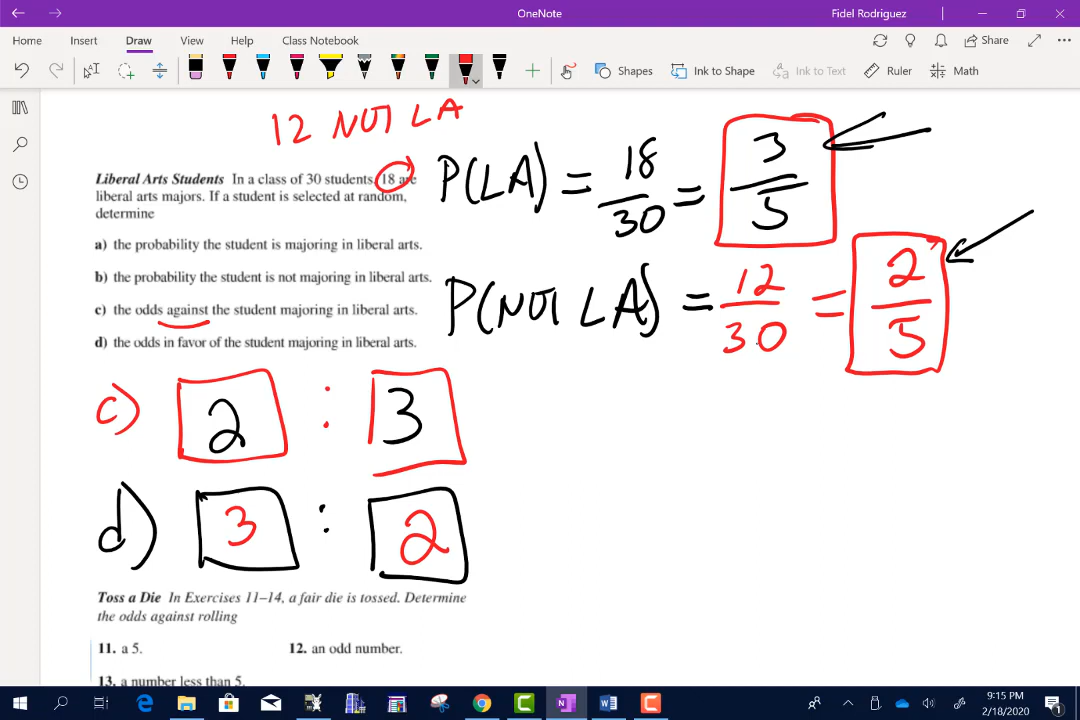 OneNote
Fidel Rodriguez
Home Insert Draw View Help Class Notebook
Share
Shapes Ink to Shape Ink to Text Ruler Math
12 NOT LA
Liberal Arts Students In a class of 30 students, 18 are
liberal arts majors. If a student is selected at random,
determine
a) the probability the student is majoring in liberal arts.
b) the probability the student is not majoring in liberal arts.
c) the odds against the student majoring in liberal arts.
d) the odds in favor of the student majoring in liberal arts.
P(LA) = 18/30 = 3/5
P(NOT LA) = 12/30 = 2/5
c) 2 : 3
d) 3 : 2
Toss a Die In Exercises 11–14, a fair die is tossed. Determine
the odds against rolling
11. a 5. 12. an odd number.
13. a number less than 5.
9:15 PM
2/18/2020